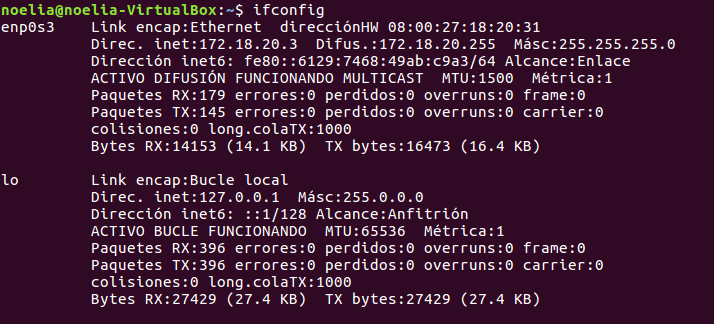 noelia@noelia-VirtualBox:~$ ifconfig
enp0s3    Link encap:Ethernet  direcciónHW 08:00:27:18:20:31
          Direc. inet:172.18.20.3  Difus.:172.18.20.255  Másc:255.255.255.0
          Dirección inet6: fe80::6129:7468:49ab:c9a3/64 Alcance:Enlace
          ACTIVO DIFUSIÓN FUNCIONANDO MULTICAST  MTU:1500  Métrica:1
          Paquetes RX:179 errores:0 perdidos:0 overruns:0 frame:0
          Paquetes TX:145 errores:0 perdidos:0 overruns:0 carrier:0
          colisiones:0 long.colaTX:1000
          Bytes RX:14153 (14.1 KB)  TX bytes:16473 (16.4 KB)

lo        Link encap:Bucle local
          Direc. inet:127.0.0.1  Másc:255.0.0.0
          Dirección inet6: ::1/128 Alcance:Anfitrión
          ACTIVO BUCLE FUNCIONANDO  MTU:65536  Métrica:1
          Paquetes RX:396 errores:0 perdidos:0 overruns:0 frame:0
          Paquetes TX:396 errores:0 perdidos:0 overruns:0 carrier:0
          colisiones:0 long.colaTX:1000
          Bytes RX:27429 (27.4 KB)  TX bytes:27429 (27.4 KB)